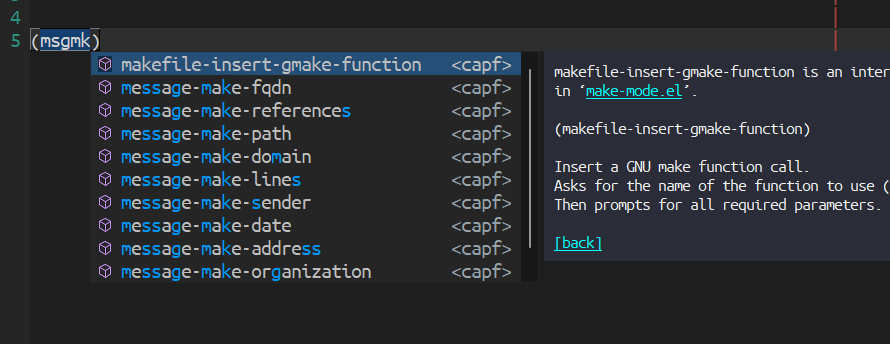 4
5 (msgmk)
makefile-insert-gmake-function <capf>
message-make-fqdn <capf>
message-make-references <capf>
message-make-path <capf>
message-make-domain <capf>
message-make-lines <capf>
message-make-sender <capf>
message-make-date <capf>
message-make-address <capf>
message-make-organization <capf>
makefile-insert-gmake-function is an inter
in ‘make-mode.el’.
(makefile-insert-gmake-function)
Insert a GNU make function call.
Asks for the name of the function to use (
Then prompts for all required parameters.
[back]